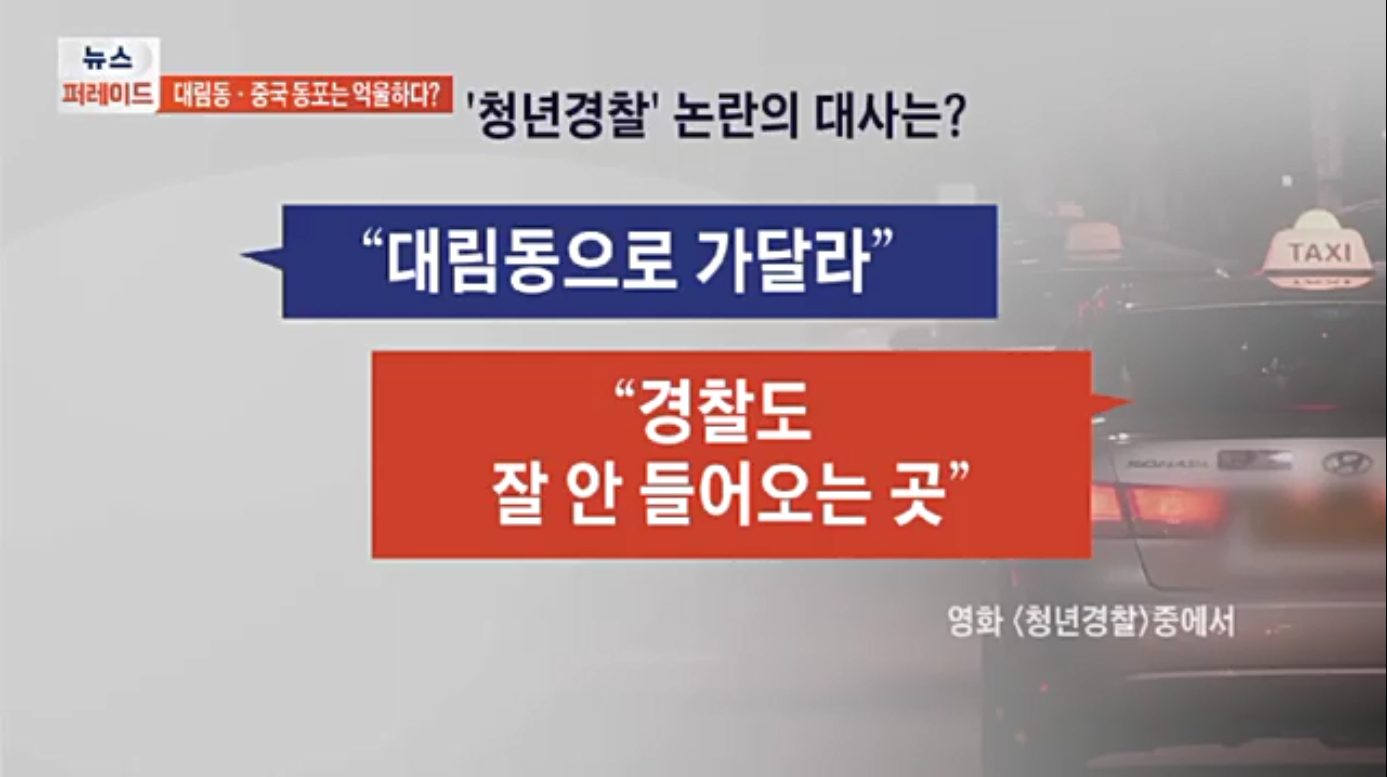 뉴스
퍼레이드
대림동·중국 동포는 억울하다?
'청년경찰' 논란의 대사는?
“대림동으로 가달라”
“경찰도
잘 안 들어오는 곳”
TAXI
SONATA
영화 〈청년경찰〉중에서